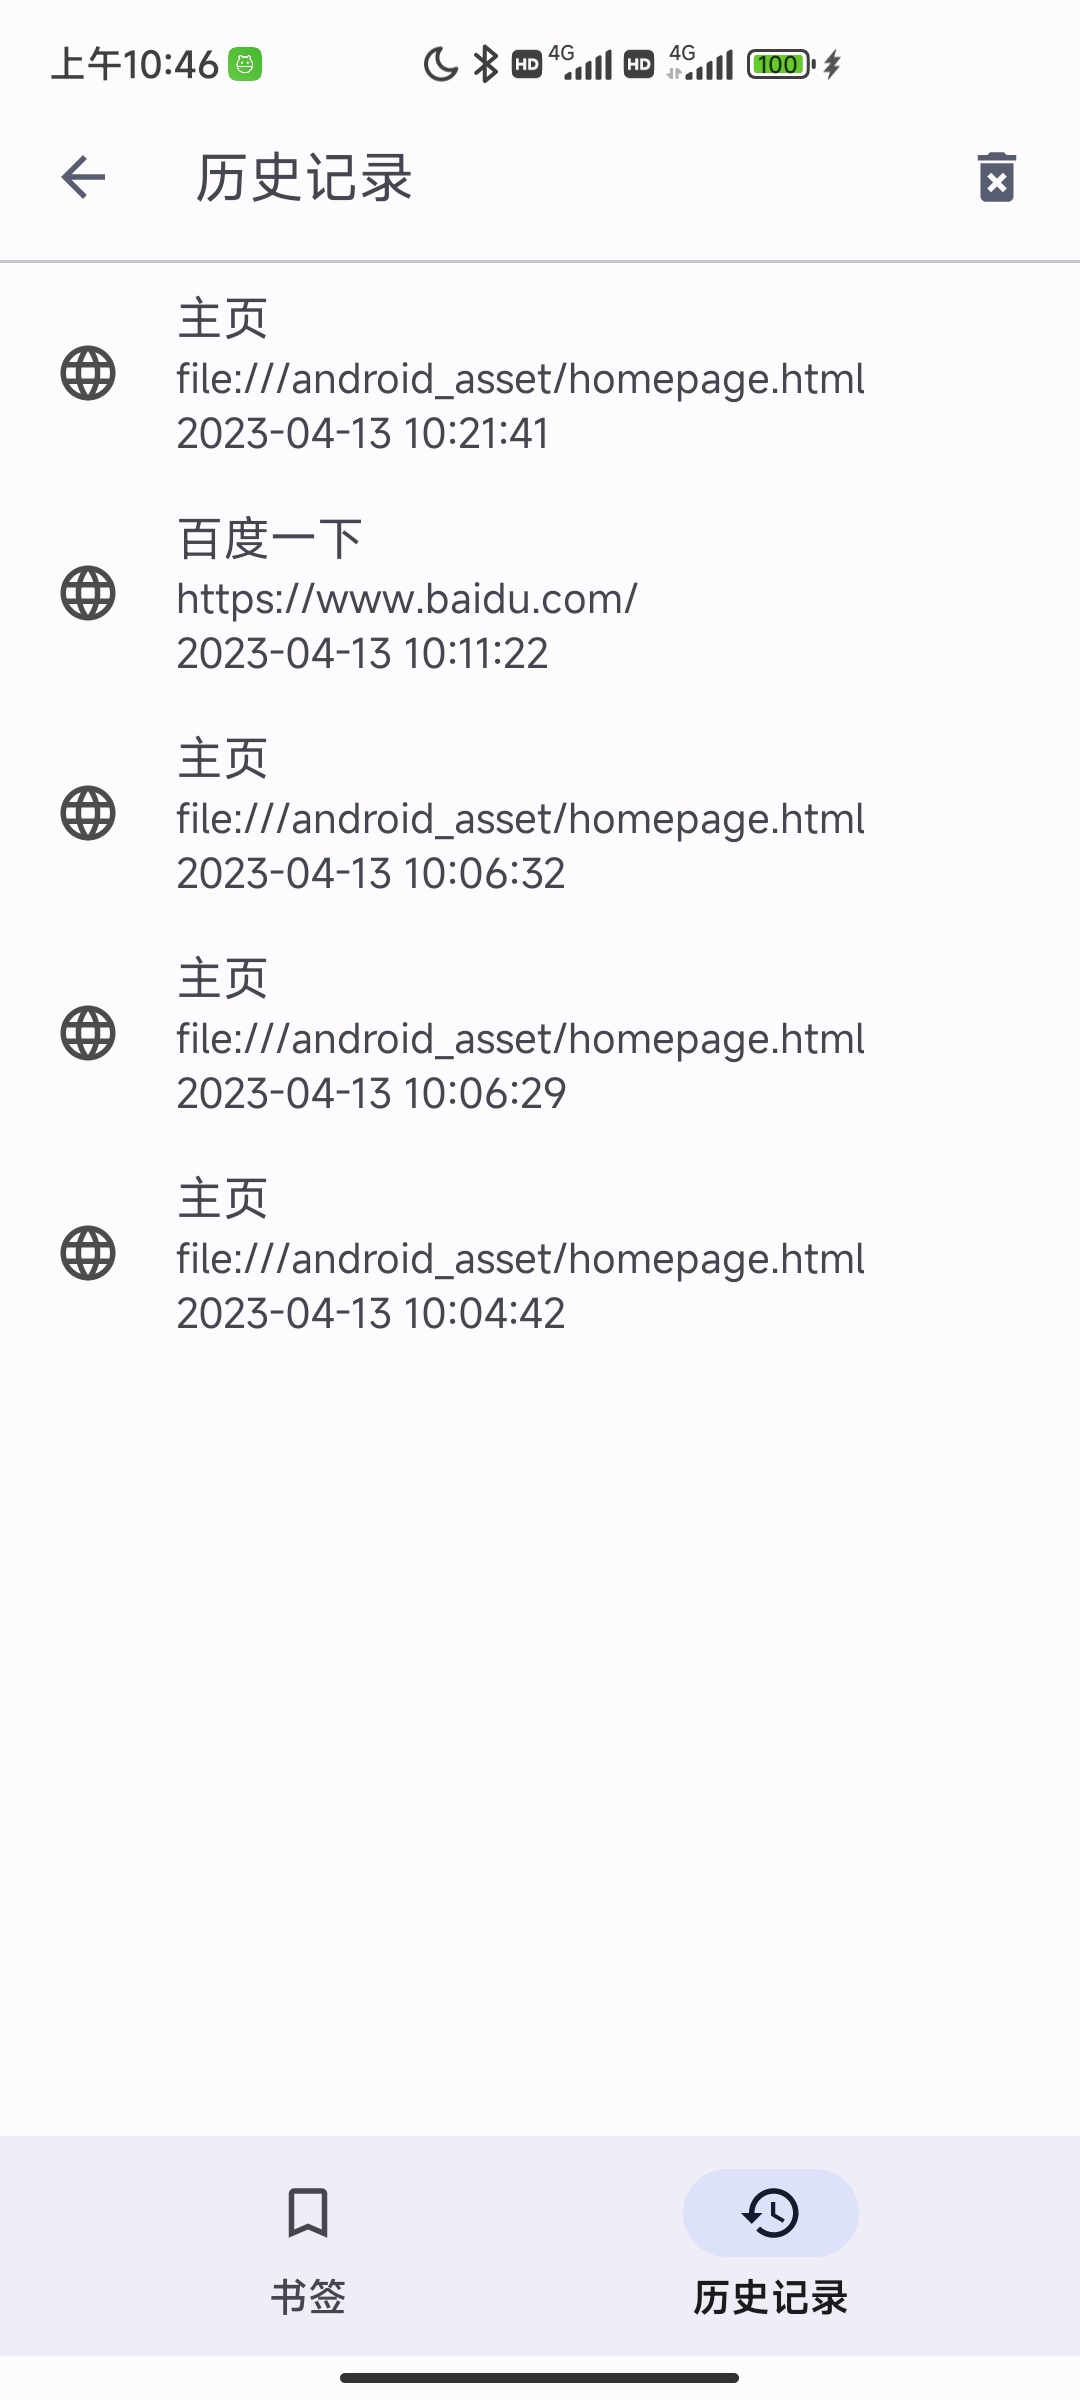 上午10:46
HD 4G HD 4G 100
历史记录
主页
file:///android_asset/homepage.html
2023-04-13 10:21:41
百度一下
https://www.baidu.com/
2023-04-13 10:11:22
主页
file:///android_asset/homepage.html
2023-04-13 10:06:32
主页
file:///android_asset/homepage.html
2023-04-13 10:06:29
主页
file:///android_asset/homepage.html
2023-04-13 10:04:42
书签
历史记录